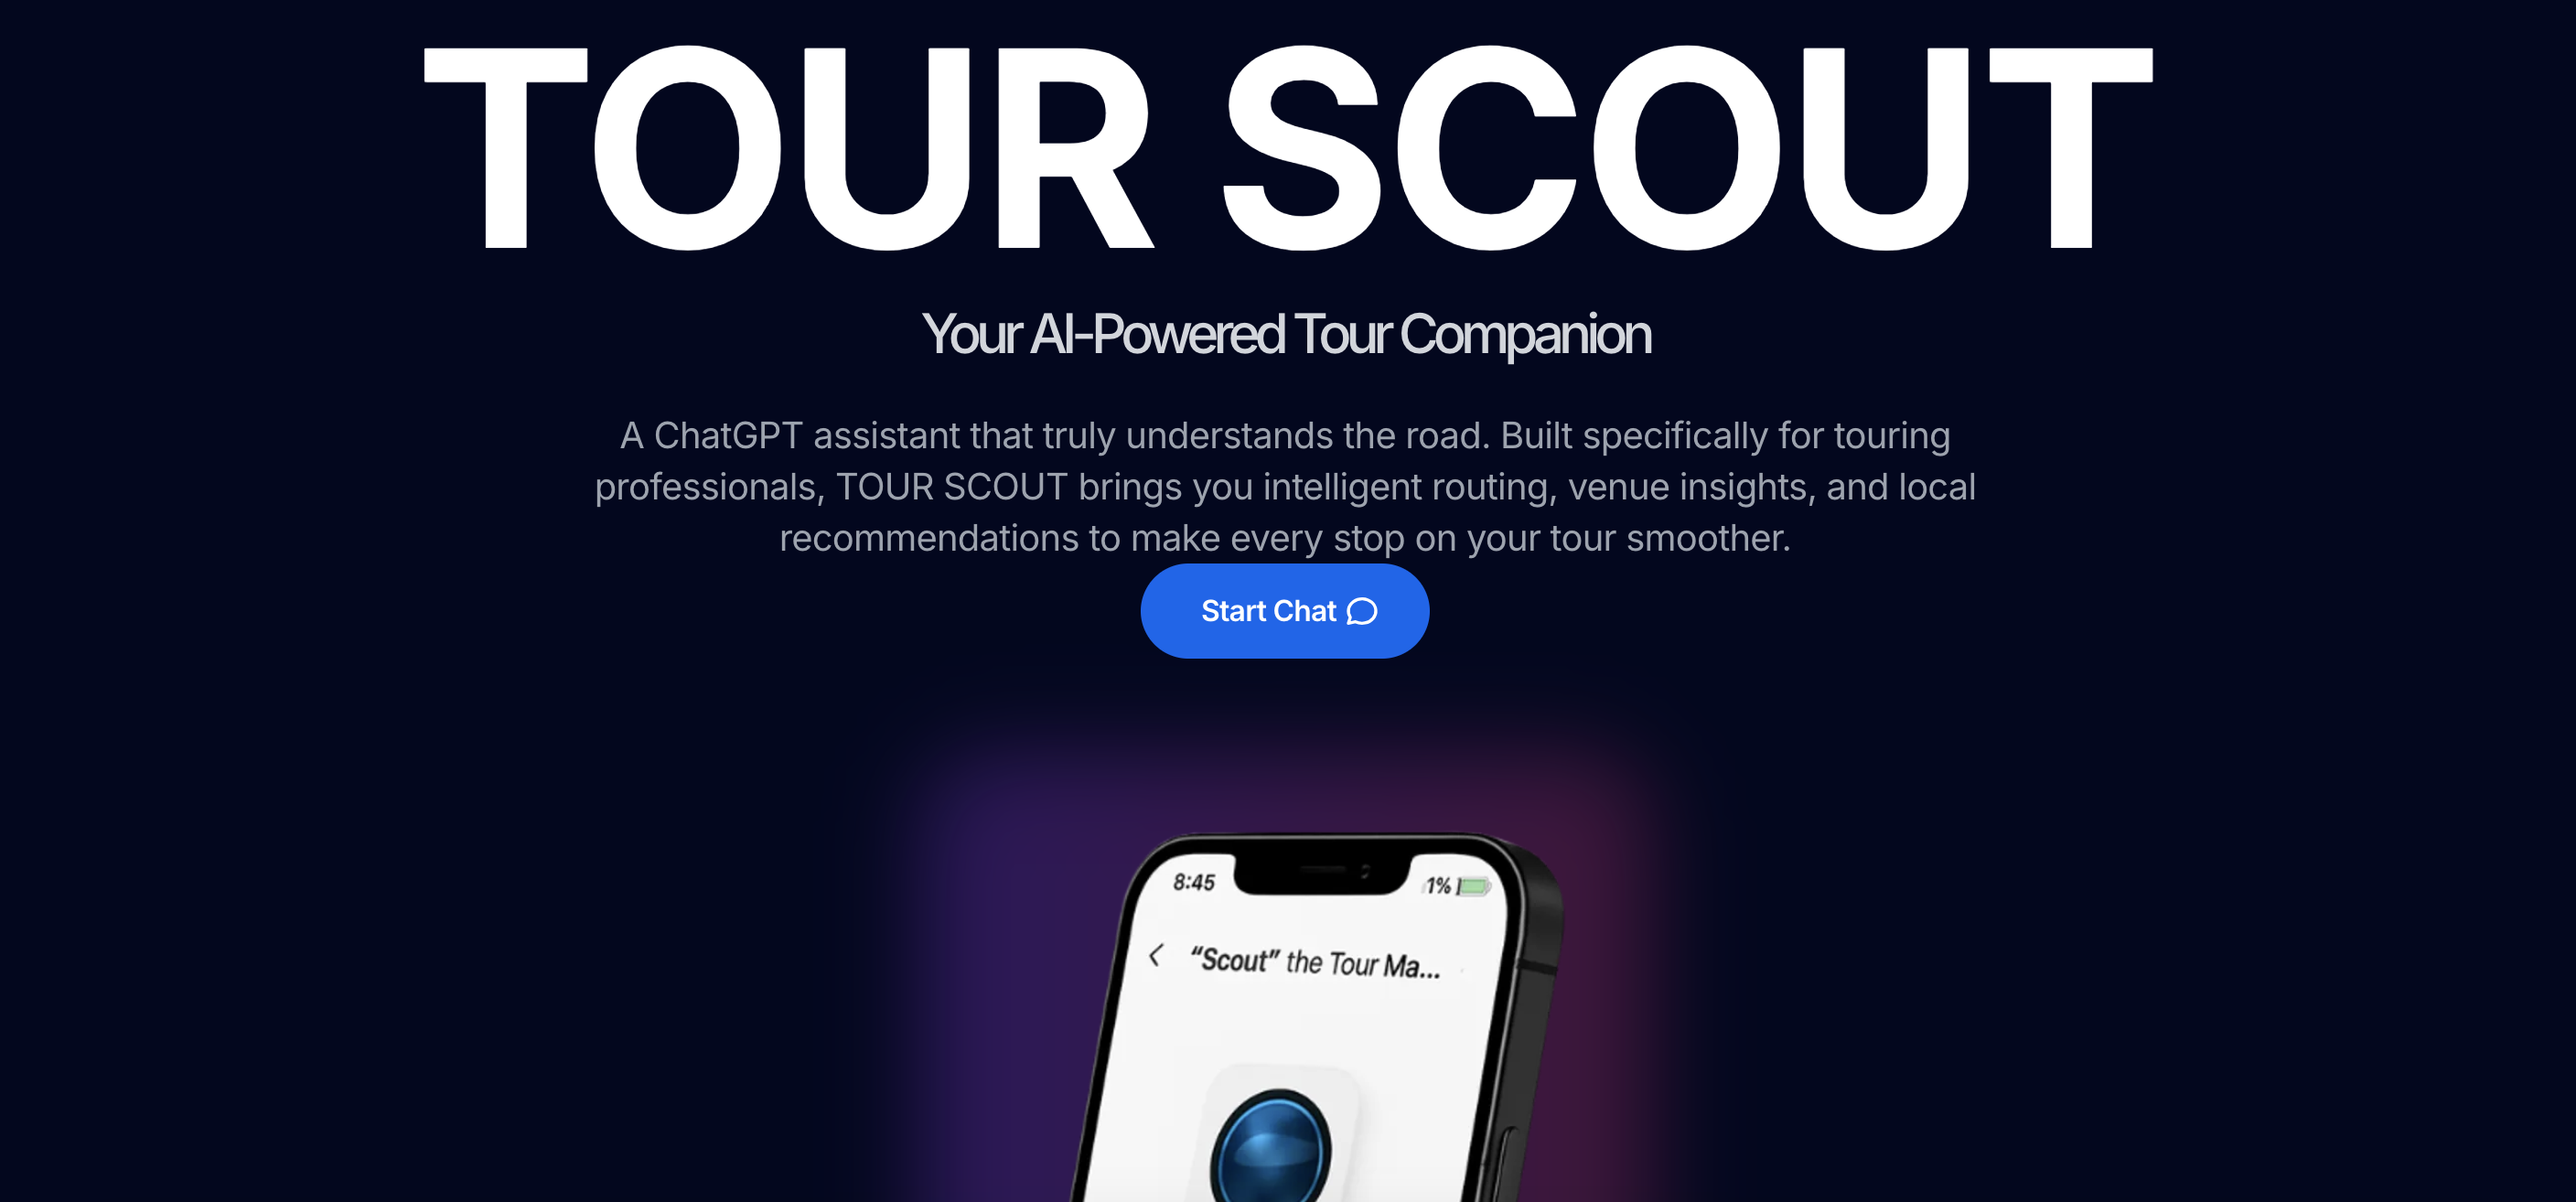 TOUR SCOUT
Your AI-Powered Tour Companion
A ChatGPT assistant that truly understands the road. Built specifically for touring
professionals, TOUR SCOUT brings you intelligent routing, venue insights, and local
recommendations to make every stop on your tour smoother.
Start Chat
8:45 1%
“Scout” the Tour Ma...